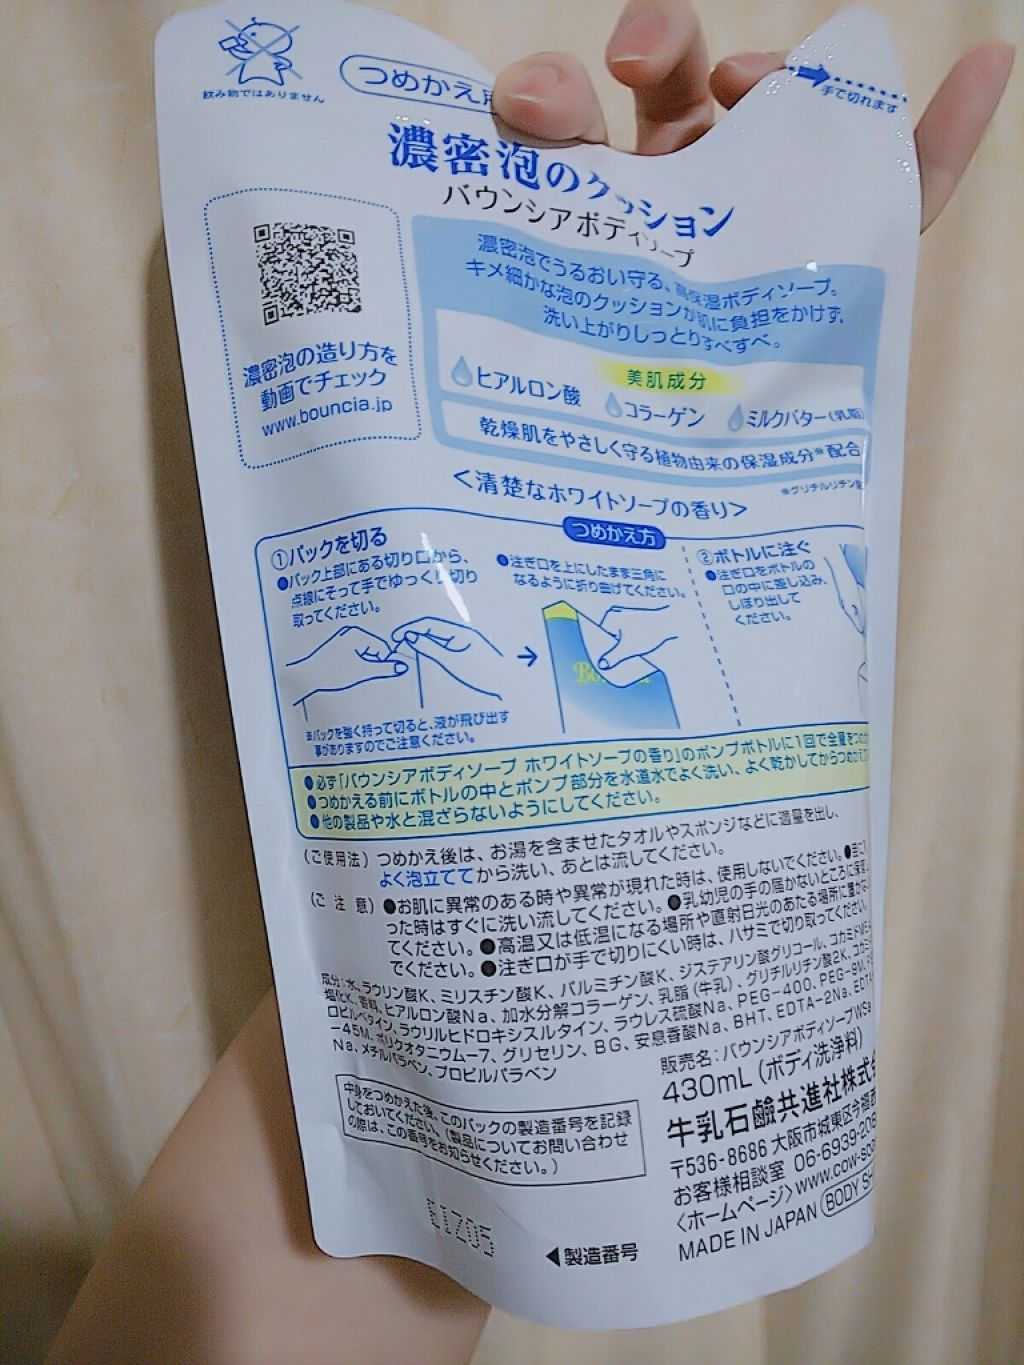 飲み物ではありません
つめかえ
手で切れます
濃密泡のクッション
バウンシアボディソープ
濃密泡でうるおい守る、高保湿ボディソープ。
キメ細かな泡のクッションが肌に負担をかけず、
洗い上がりしっとりすべすべ。
美肌成分
ヒアルロン酸
コラーゲン
ミルクバター(乳脂)
乾燥肌をやさしく守る植物由来の保湿成分※配合
※グリチルリチン酸
濃密泡の造り方を
動画でチェック
www.bouncia.jp
<清楚なホワイトソープの香り>
つめかえ方
①パックを切る
●パック上部にある切り口から、
点線にそって手でゆっくり切り
取ってください。
●注ぎ口を上にしたまま三角に
なるように折り曲げてください。
②ボトルに注ぐ
●注ぎ口をボトルの
口の中に差し込み、
しぼり出して
ください。
→
※パックを強く持って切ると、液が飛び出す
事がありますのでご注意ください。
●必ず「バウンシアボディソープ ホワイトソープの香り」のポンプボトルに1回で全量を
●つめかえる前にボトルの中とポンプ部分を水道水でよく洗い、よく乾かしてからつめかえ
●他の製品や水と混ざらないようにしてください。
(ご使用法)つめかえ後は、お湯を含ませたタオルやスポンジなどに適量を出し、
よく泡立ててから洗い、あとは流してください。
(ご注意)●お肌に異常のある時や異常が現れた時は、使用しないでください。●
った時はすぐに洗い流してください。●乳幼児の手の届かないところに
てください。●高温又は低温になる場所や直射日光のあたる場所に
でください。●注ぎ口が手で切りにくい時は、ハサミで切り取ってください。
成分:水、ラウリン酸K、ミリスチン酸K、パルミチン酸K、ジステアリン酸グリコール、
塩化K、香料、ヒアルロン酸Na、加水分解コラーゲン、乳脂(牛乳)、グリチルリチン酸2K、
ロピルベタイン、ラウリルヒドロキシスルタイン、ラウレス硫酸Na、PEG-400、PEG-9M、
-45M、ポリクオタニウム-7、グリセリン、BG、安息香酸Na、BHT、EDTA-2Na、
Na、メチルパラベン、プロピルパラベン
販売名:バウンシアボディソープWSa
430mL(ボディ洗浄料)
牛乳石鹸共進社株式
〒536-8686 大阪市城東区今福西
お客様相談室 06-6939-208
〈ホームページ〉www.cow-
MADE IN JAPAN BODY
中身をつめかえた後、このパックの製造番号を記録
しておいてください。(製品についてお問い合わせ
の際は、この番号をお知らせください。)
E1Z05
◀製造番号